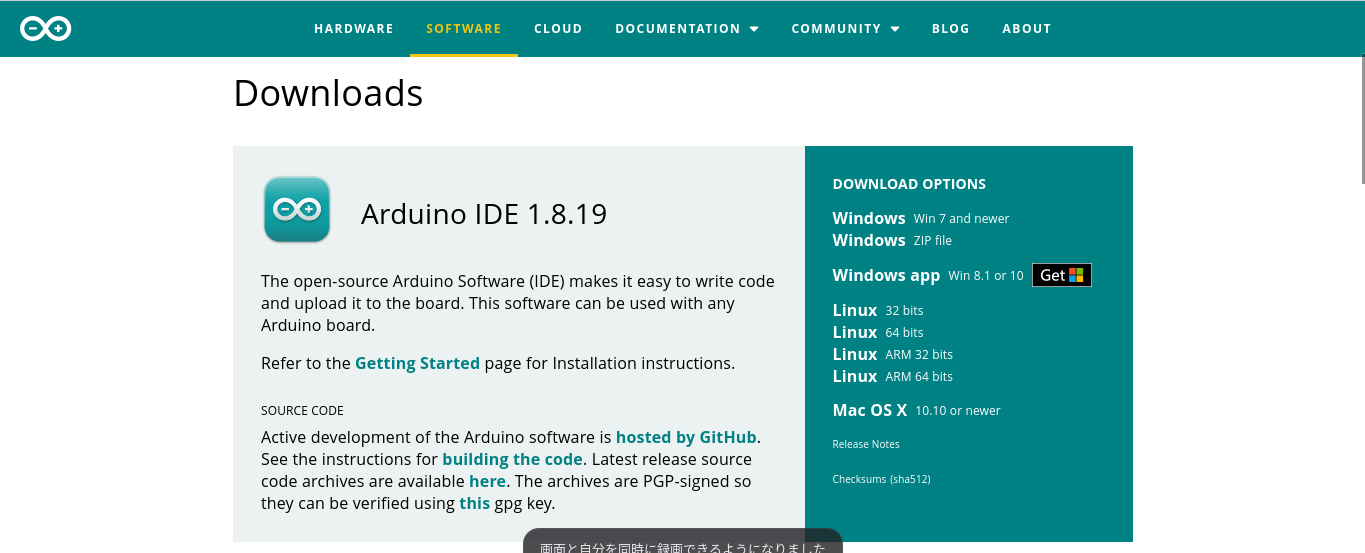 HARDWARE SOFTWARE CLOUD DOCUMENTATION COMMUNITY BLOG ABOUT
Downloads
Arduino IDE 1.8.19
The open-source Arduino Software (IDE) makes it easy to write code
and upload it to the board. This software can be used with any
Arduino board.
Refer to the Getting Started page for Installation instructions.
SOURCE CODE
Active development of the Arduino software is hosted by GitHub.
See the instructions for building the code. Latest release source
code archives are available here. The archives are PGP-signed so
they can be verified using this gpg key.
DOWNLOAD OPTIONS
Windows Win 7 and newer
Windows ZIP file
Windows app Win 8.1 or 10 Get
Linux 32 bits
Linux 64 bits
Linux ARM 32 bits
Linux ARM 64 bits
Mac OS X 10.10 or newer
Release Notes
Checksums (sha512)
画面と自分を同時に録画できるようになりました